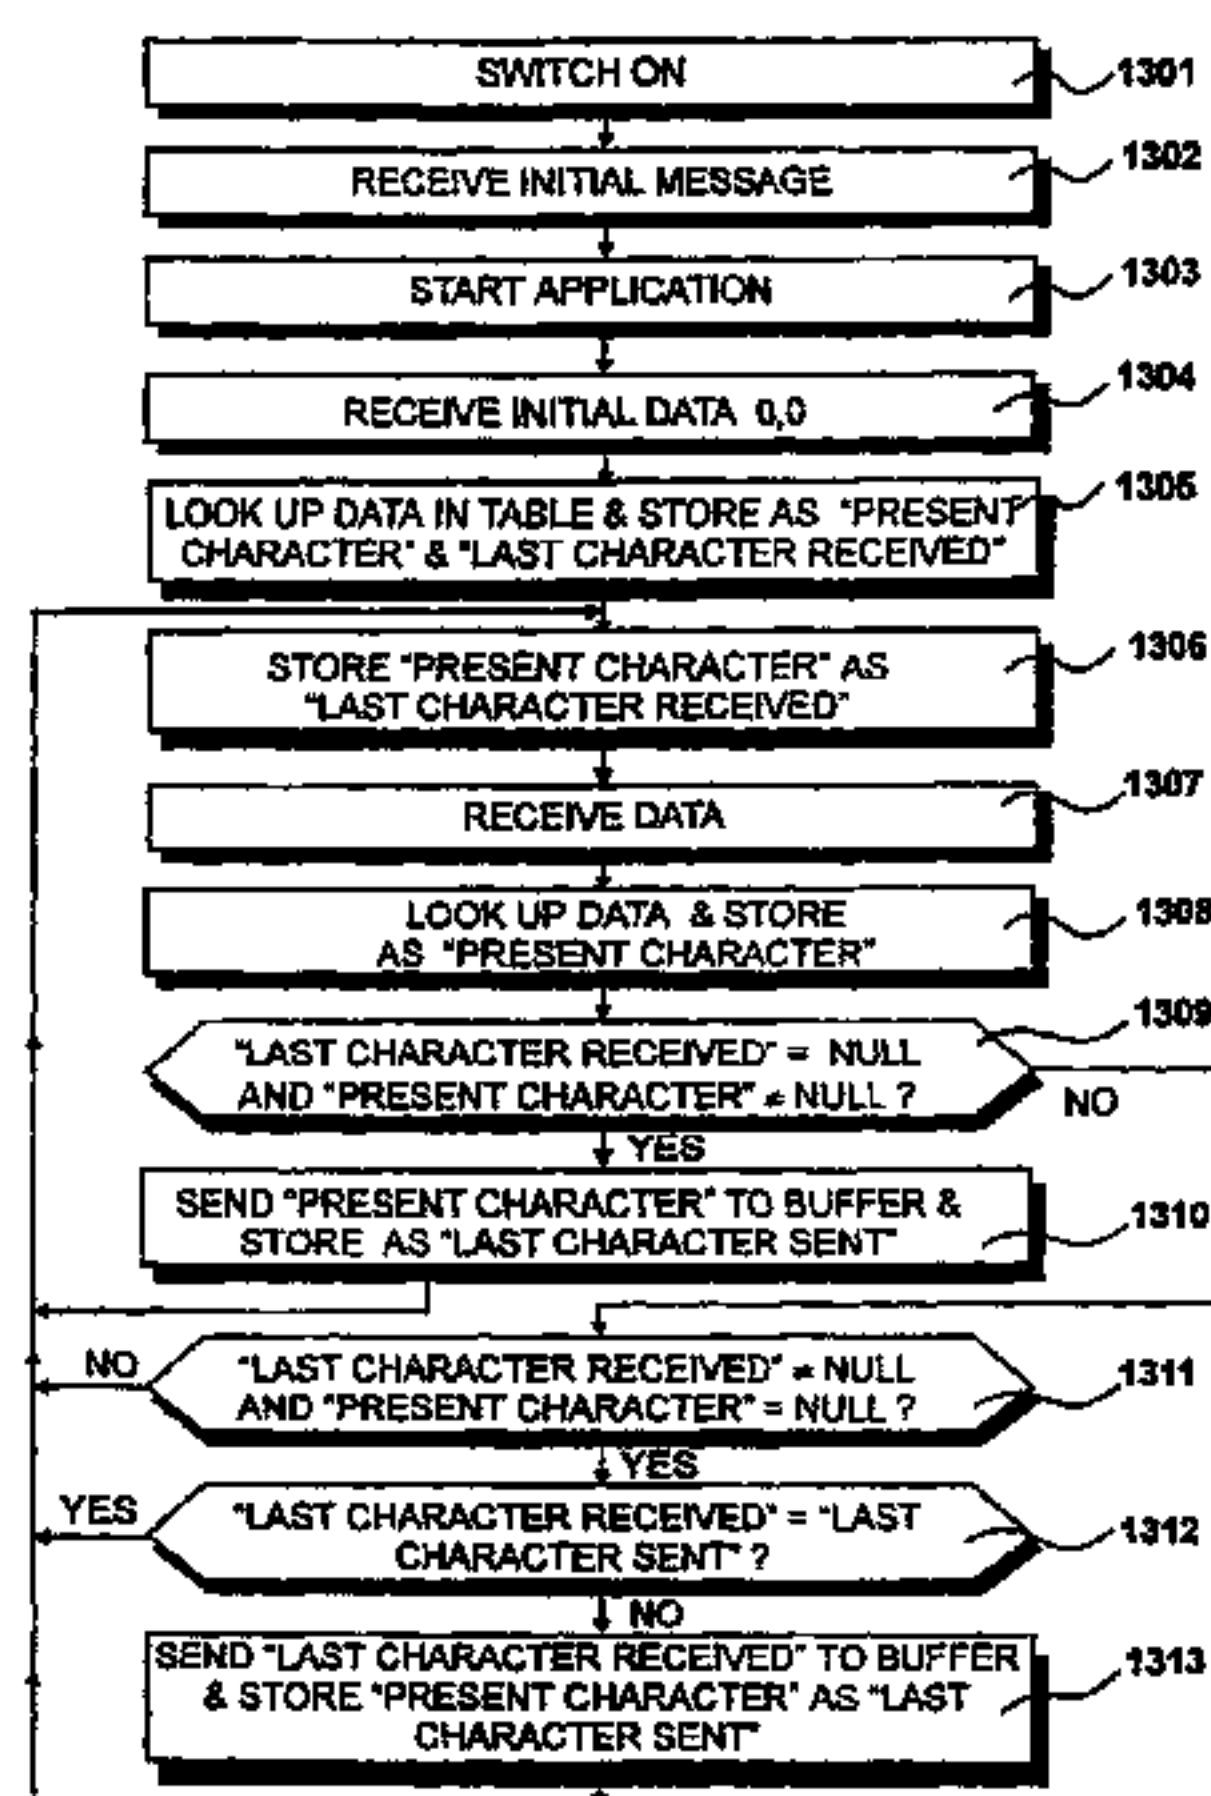 SWITCH ON
1301
RECEIVE INITIAL MESSAGE
1302
START APPLICATION
1303
RECEIVE INITIAL DATA 0,0
1304
LOOK UP DATA IN TABLE & STORE AS "PRESENT
CHARACTER" & "LAST CHARACTER RECEIVED"
1305
STORE "PRESENT CHARACTER" AS
"LAST CHARACTER RECEIVED"
1306
RECEIVE DATA
1307
LOOK UP DATA & STORE
AS "PRESENT CHARACTER"
1308
"LAST CHARACTER RECEIVED" = NULL
AND "PRESENT CHARACTER" ≠ NULL ?
1309
NO
YES
SEND "PRESENT CHARACTER" TO BUFFER &
STORE AS "LAST CHARACTER SENT"
1310
NO
"LAST CHARACTER RECEIVED" ≠ NULL
AND "PRESENT CHARACTER" = NULL ?
1311
YES
YES
"LAST CHARACTER RECEIVED" = "LAST
CHARACTER SENT" ?
1312
NO
SEND "LAST CHARACTER RECEIVED" TO BUFFER
& STORE "PRESENT CHARACTER" AS "LAST
CHARACTER SENT"
1313